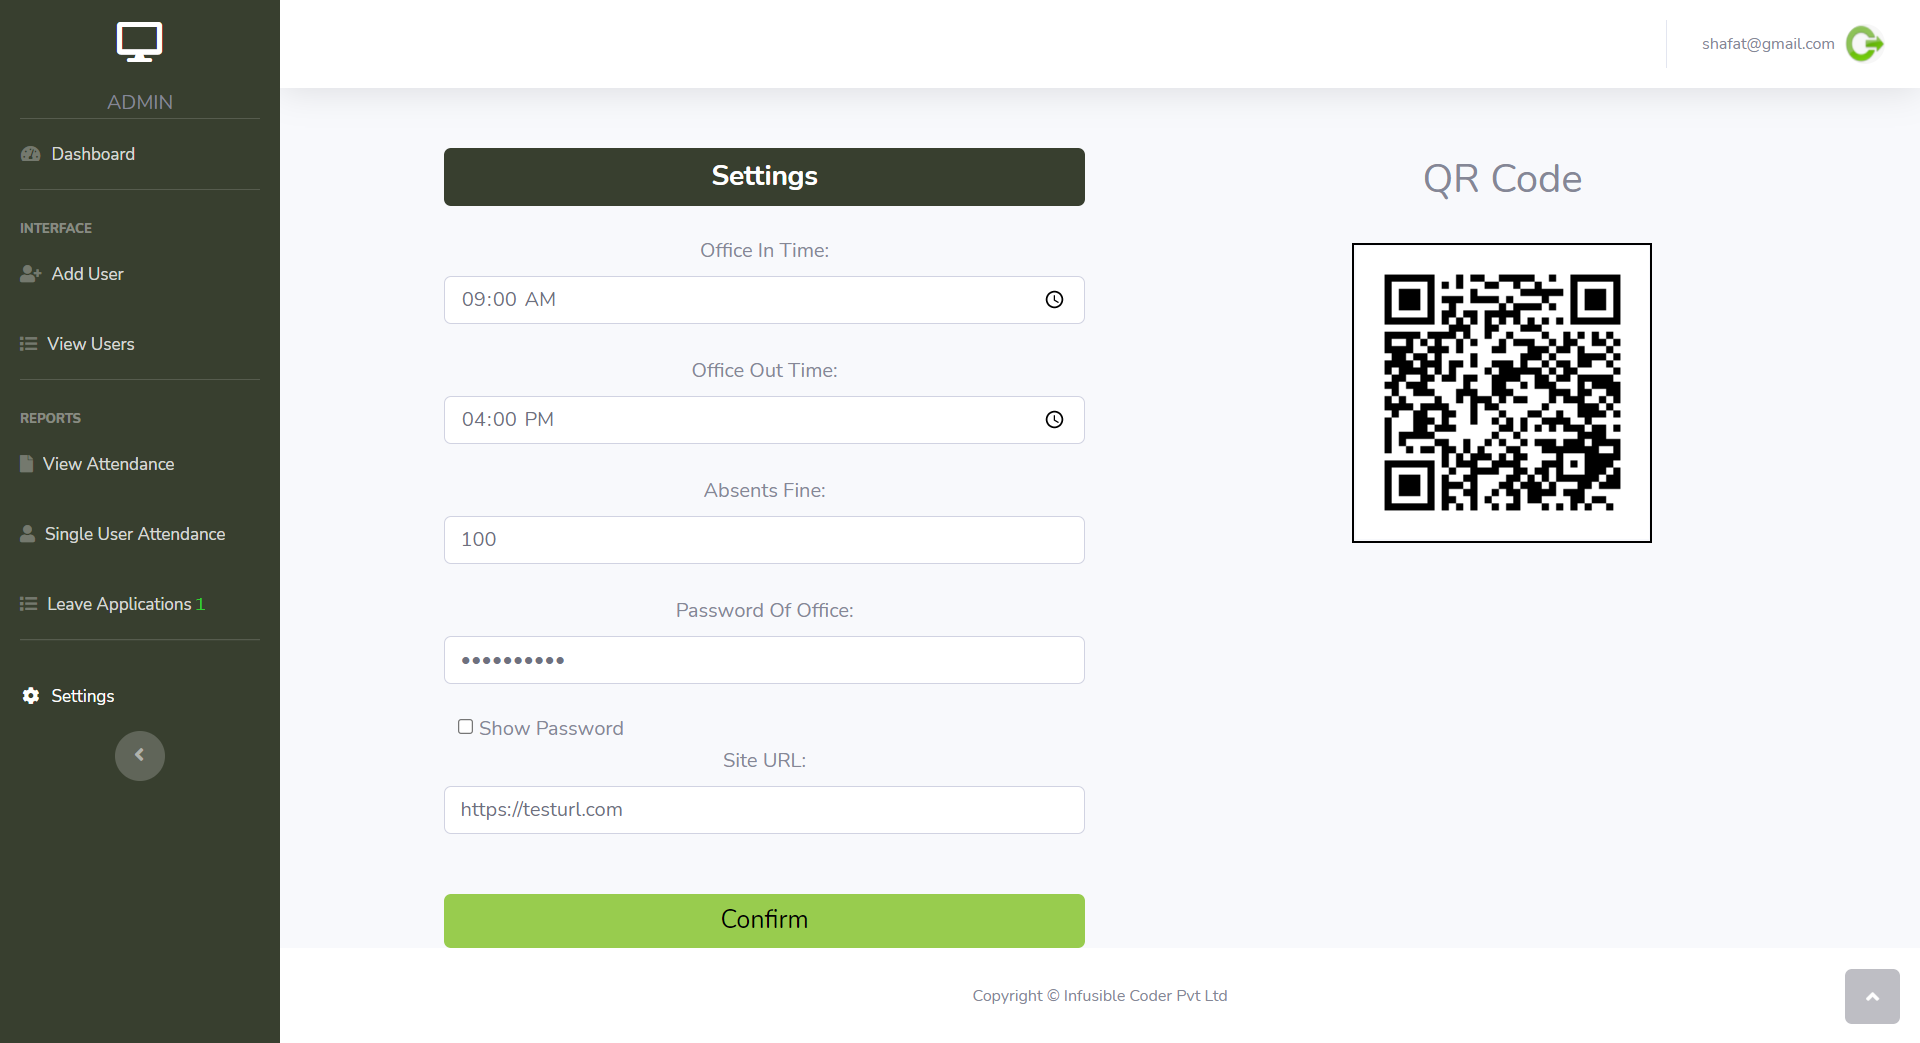 ADMIN
Dashboard
INTERFACE
Add User
View Users
REPORTS
View Attendance
Single User Attendance
Leave Applications 1
Settings
shafat@gmail.com
Settings
Office In Time:
09:00 AM
Office Out Time:
04:00 PM
Absents Fine:
100
Password Of Office:
••••••••••
Show Password
Site URL:
https://testurl.com
Confirm
QR Code
Copyright © Infusible Coder Pvt Ltd